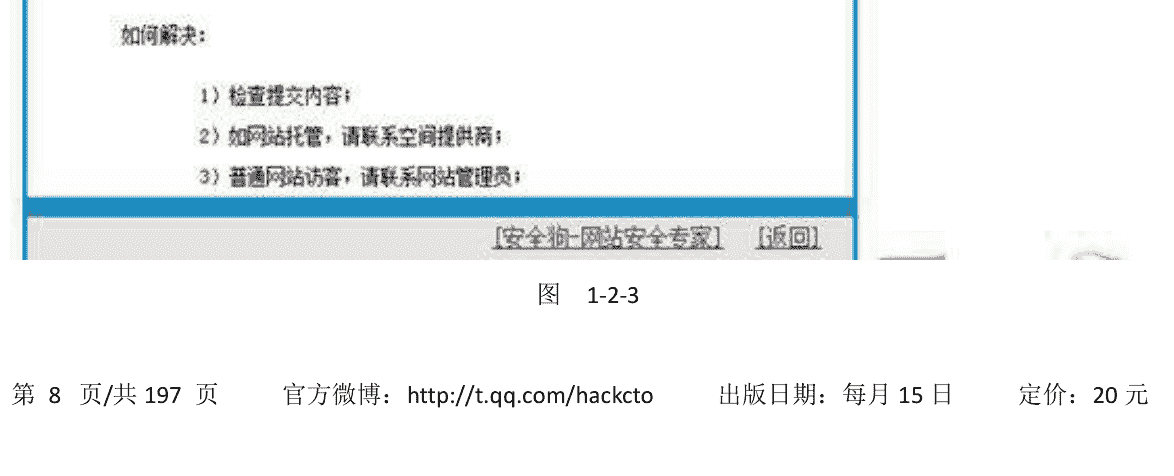 如何解决：
1）检查提交内容；
2）如网站托管，请联系空间提供商；
3）普通网站访客，请联系网站管理员；
[安全狗-网站安全专家] [返回]
图 1-2-3
第 8 页/共 197 页 官方微博：http://t.qq.com/hackcto 出版日期：每月 15 日 定价：20 元